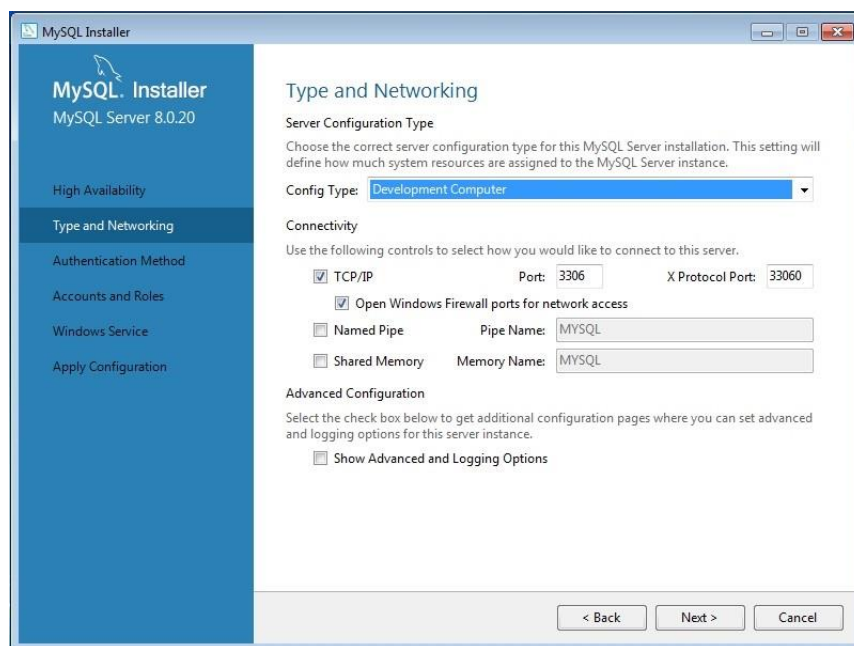 MySQL Installer
MySQL. Installer
MySQL Server 8.0.20
High Availability
Type and Networking
Authentication Method
Accounts and Roles
Windows Service
Apply Configuration
Type and Networking
Server Configuration Type
Choose the correct server configuration type for this MySQL Server installation. This setting will
define how much system resources are assigned to the MySQL Server instance.
Config Type: Development Computer
Connectivity
Use the following controls to select how you would like to connect to this server.
TCP/IP Port: 3306 X Protocol Port: 33060
Open Windows Firewall ports for network access
Named Pipe Pipe Name: MYSQL
Shared Memory Memory Name: MYSQL
Advanced Configuration
Select the check box below to get additional configuration pages where you can set advanced
and logging options for this server instance.
Show Advanced and Logging Options
< Back Next > Cancel